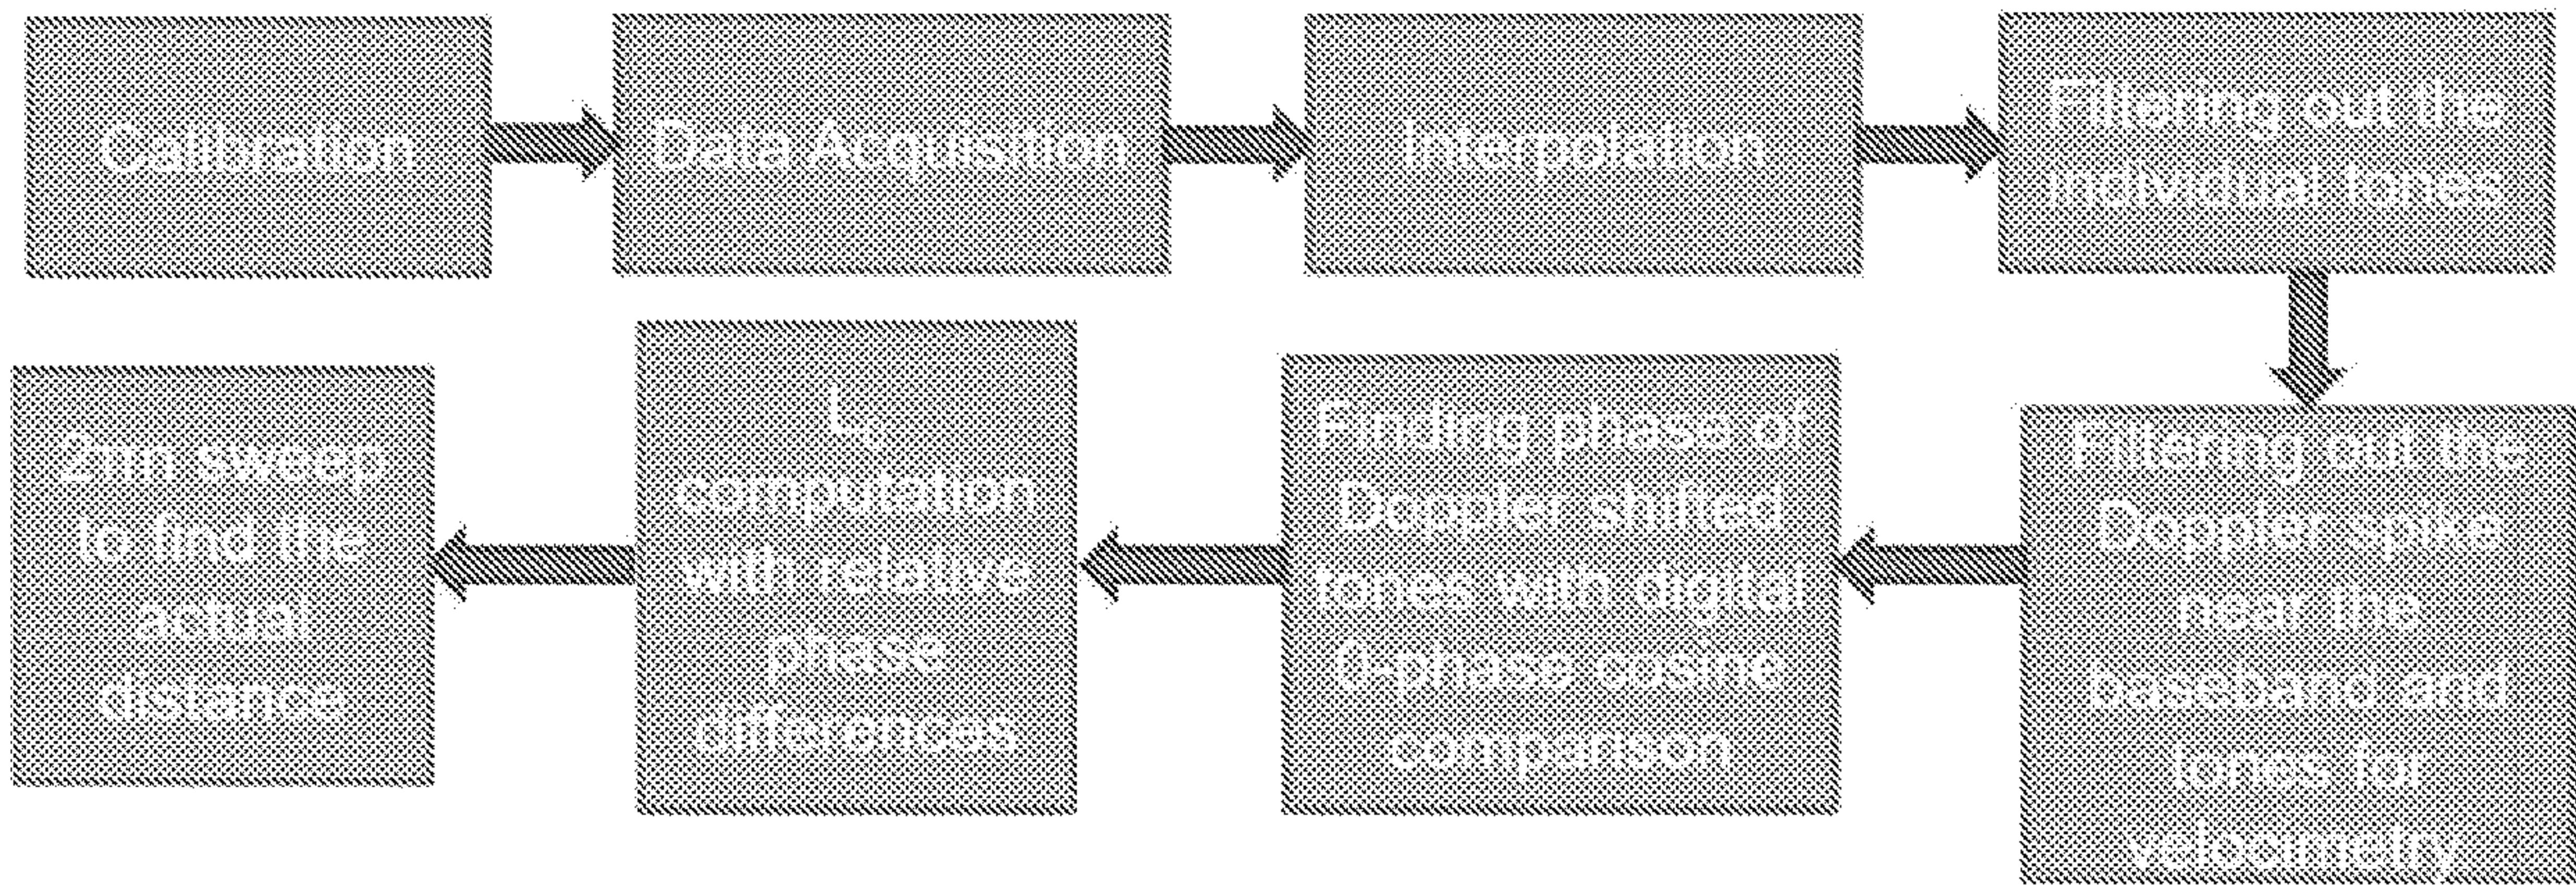 Calibration
Data Acquisition
Interpolation
Filtering out the
individual tones
Filtering out the
Doppler spike
near the
baseband and
tones for
velocimetry
Finding phase of
Doppler shifted
tones with digital
0-phase cosine
comparison
computation
with relative
phase
differences
2πn sweep
to find the
actual
distance